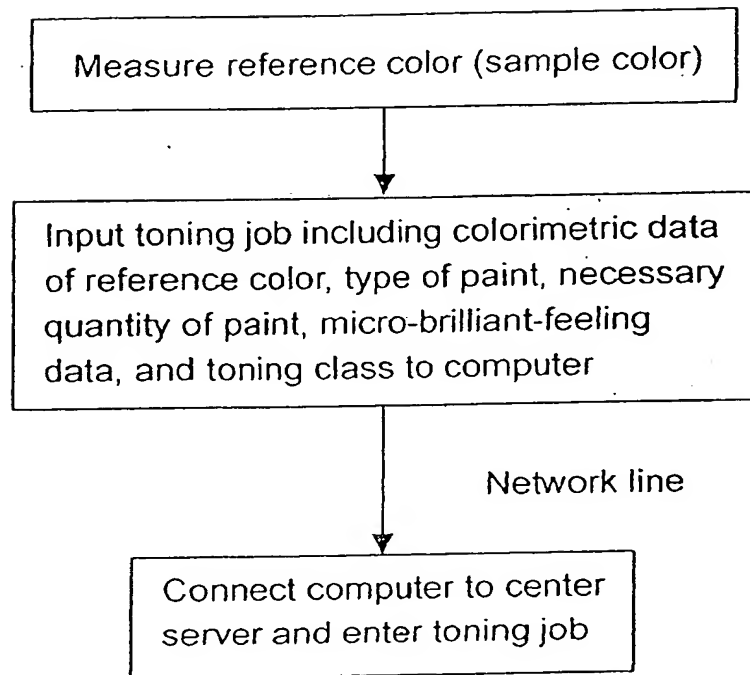 Measure reference color (sample color)
Input toning job including colorimetric data
of reference color, type of paint, necessary
quantity of paint, micro-brilliant-feeling
data, and toning class to computer
Network line
Connect computer to center
server and enter toning job